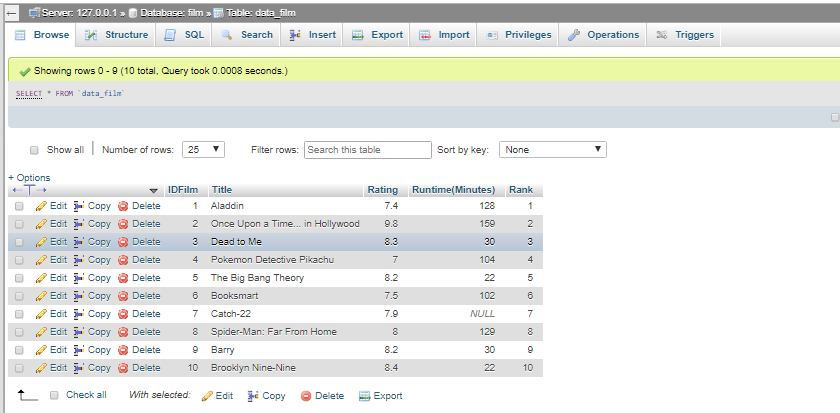 Server: 127.0.0.1 » Database: film » Table: data_film
Browse Structure SQL Search Insert Export Import Privileges Operations Triggers
Showing rows 0 - 9 (10 total, Query took 0.0008 seconds.)
SELECT * FROM `data_film`
Show all Number of rows: 25 Filter rows: Search this table Sort by key: None
+ Options
IDFilm Title Rating Runtime(Minutes) Rank
Edit Copy Delete 1 Aladdin 7.4 128 1
Edit Copy Delete 2 Once Upon a Time... in Hollywood 9.8 159 2
Edit Copy Delete 3 Dead to Me 8.3 30 3
Edit Copy Delete 4 Pokemon Detective Pikachu 7 104 4
Edit Copy Delete 5 The Big Bang Theory 8.2 22 5
Edit Copy Delete 6 Booksmart 7.5 102 6
Edit Copy Delete 7 Catch-22 7.9 NULL 7
Edit Copy Delete 8 Spider-Man: Far From Home 8 129 8
Edit Copy Delete 9 Barry 8.2 30 9
Edit Copy Delete 10 Brooklyn Nine-Nine 8.4 22 10
Check all With selected: Edit Copy Delete Export